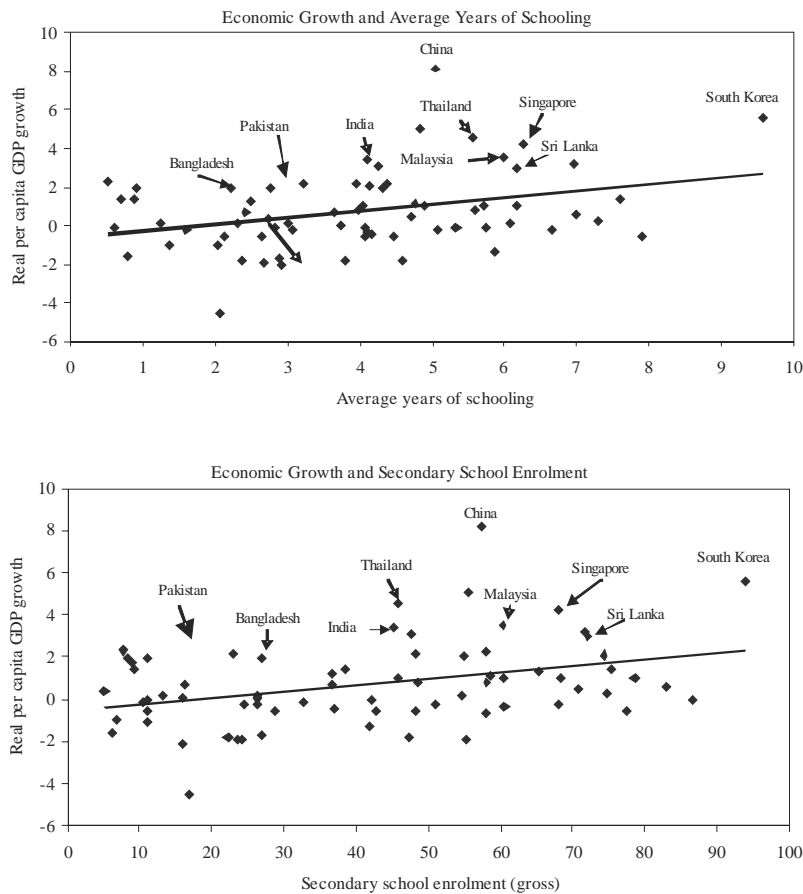 Economic Growth and Average Years of Schooling
Real per capita GDP growth
10
8
6
4
2
0
-2
-4
-6
China
South Korea
Singapore
Thailand
India
Pakistan
Malaysia
Sri Lanka
Bangladesh
0 1 2 3 4 5 6 7 8 9 10
Average years of schooling
Economic Growth and Secondary School Enrolment
Real per capita GDP growth
10
8
6
4
2
0
-2
-4
-6
China
South Korea
Thailand
Singapore
Pakistan
Malaysia
Bangladesh
India
Sri Lanka
0 10 20 30 40 50 60 70 80 90 100
Secondary school enrolment (gross)